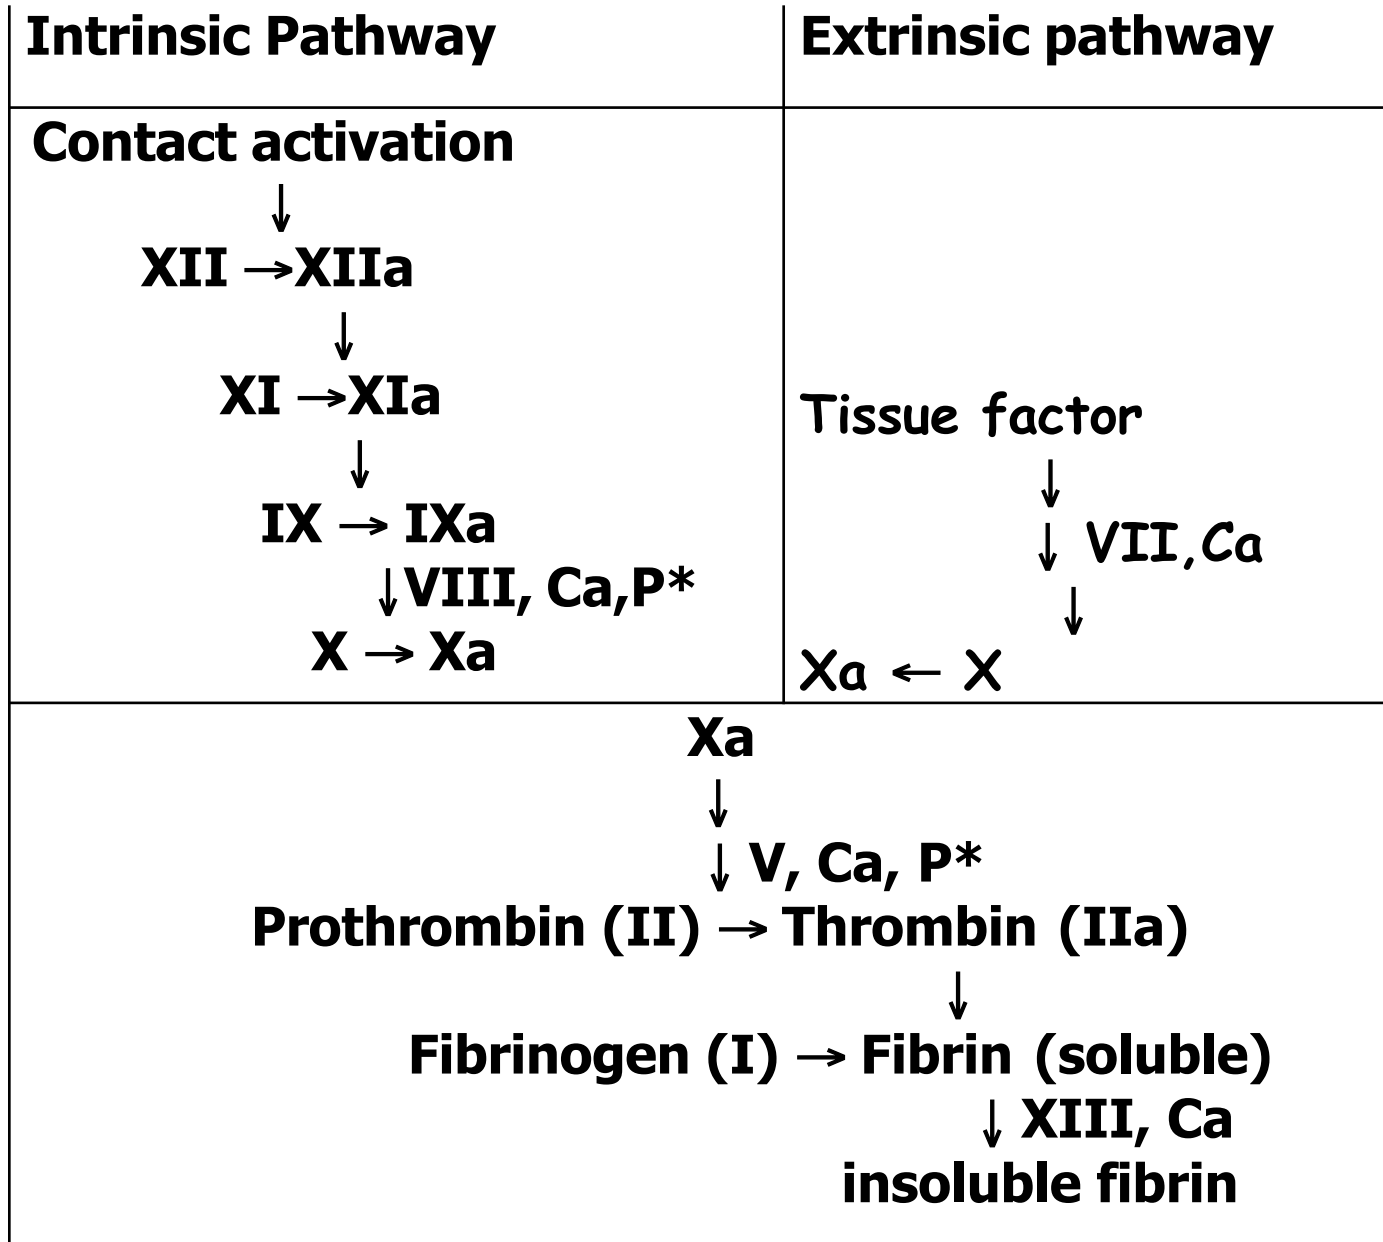 Intrinsic Pathway
Extrinsic pathway
Contact activation
↓
XII →XIIa
↓
XI →XIa
↓
IX → IXa
↓VIII, Ca,P*
X → Xa
Tissue factor
↓
↓ VII,Ca
↓
Xa ← X
Xa
↓
↓ V, Ca, P*
Prothrombin (II) → Thrombin (IIa)
↓
Fibrinogen (I) → Fibrin (soluble)
↓ XIII, Ca
insoluble fibrin